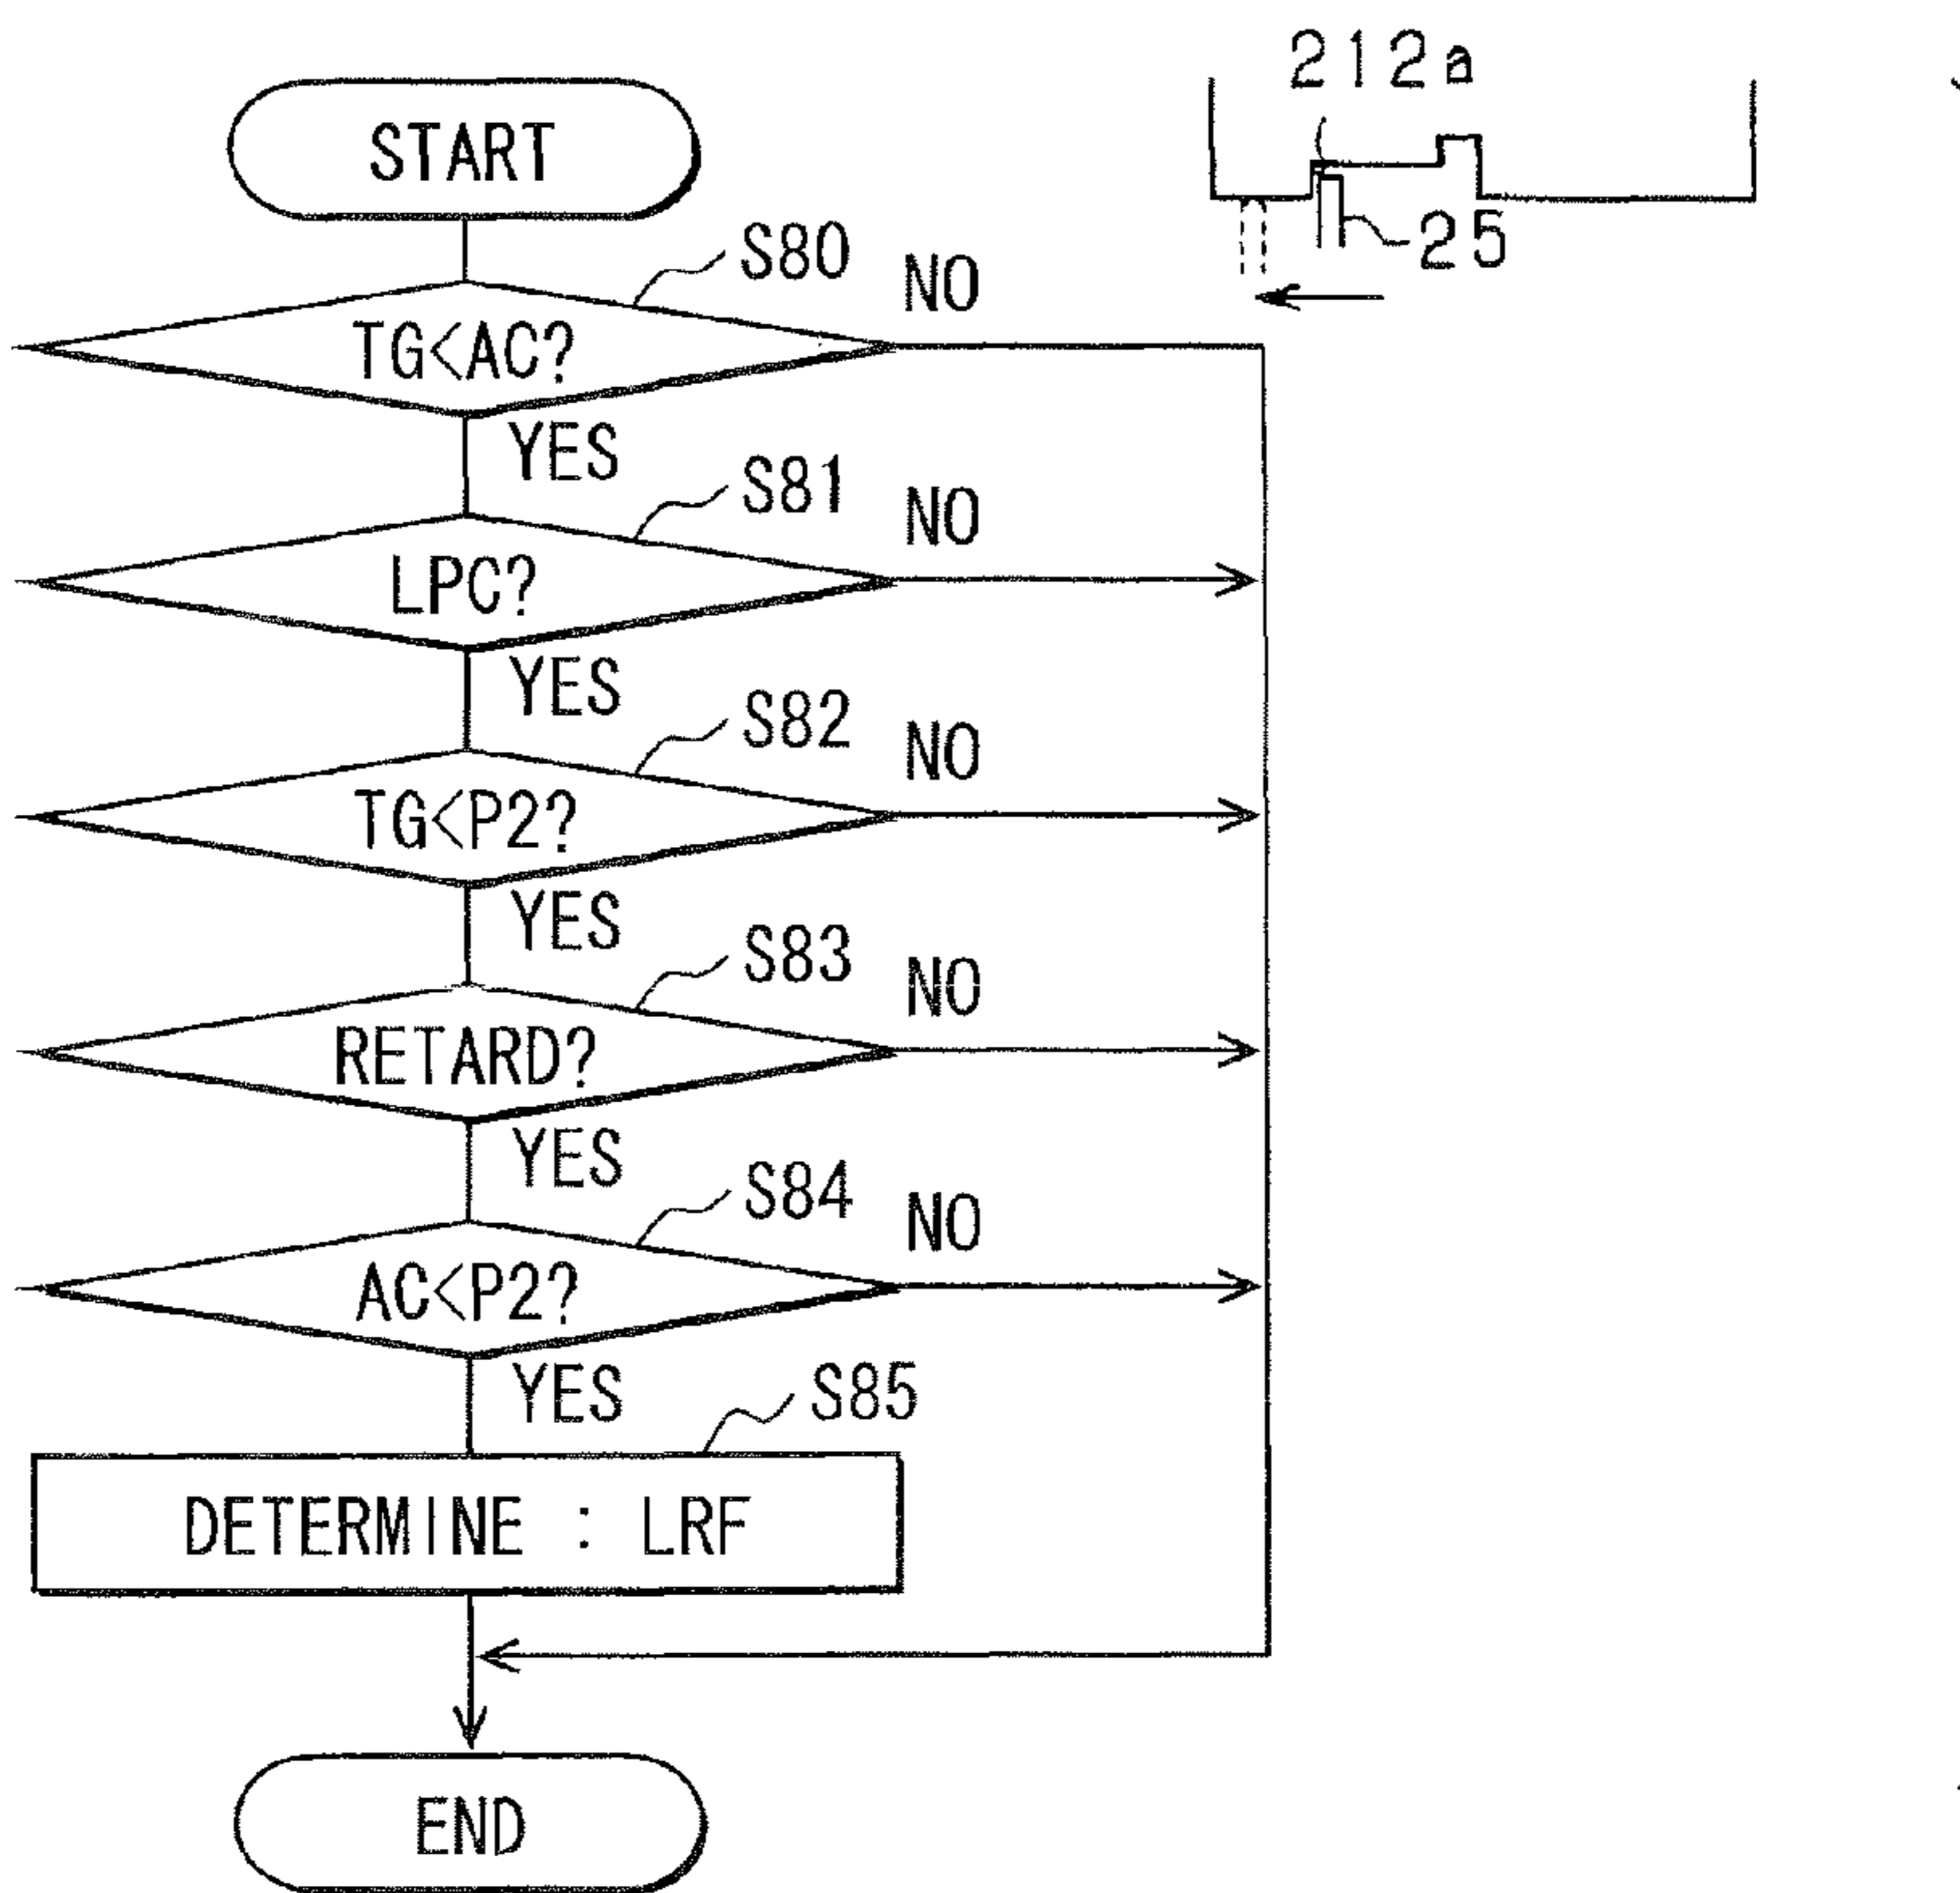 212a
START
25
S80
NO
TG<AC?
YES
S81
NO
LPC?
YES
S82
NO
TG<P2?
YES
S83
NO
RETARD?
YES
S84
NO
AC<P2?
YES
S85
DETERMINE : LRF
END